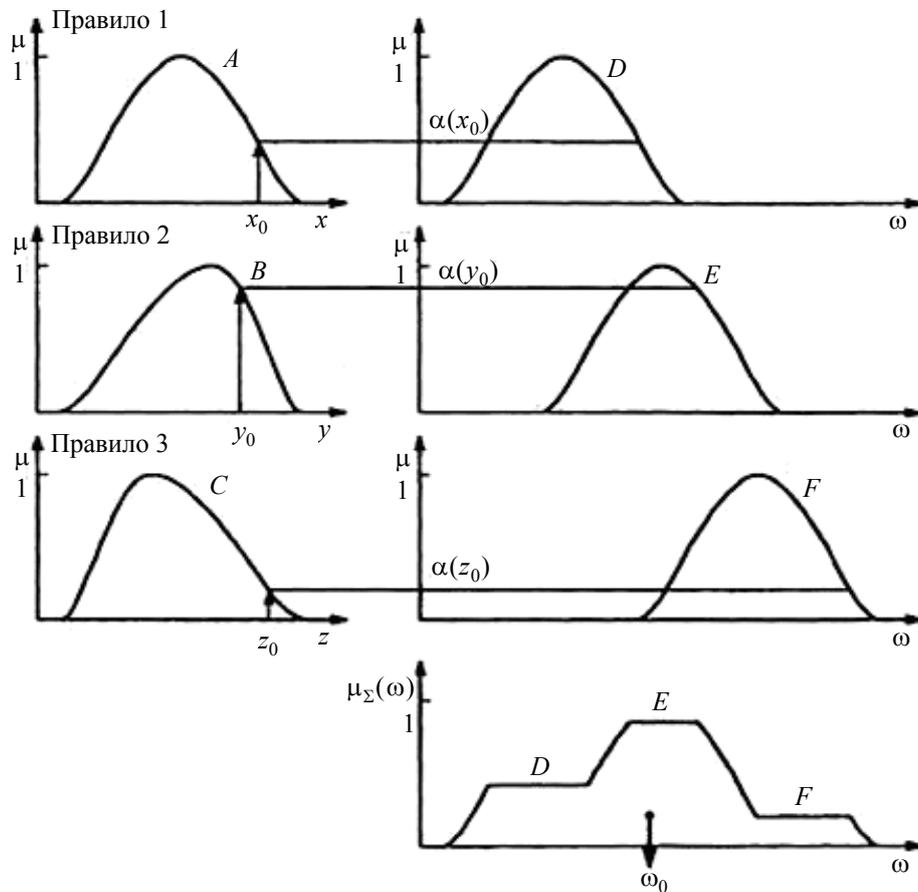 Правило 1
μ
1
A
x₀
x
μ
1
D
α(x₀)
ω
Правило 2
μ
1
B
y₀
y
μ
1
E
α(y₀)
ω
Правило 3
μ
1
C
z₀
z
μ
1
F
α(z₀)
ω
μ_Σ(ω)
1
D
E
F
ω₀
ω